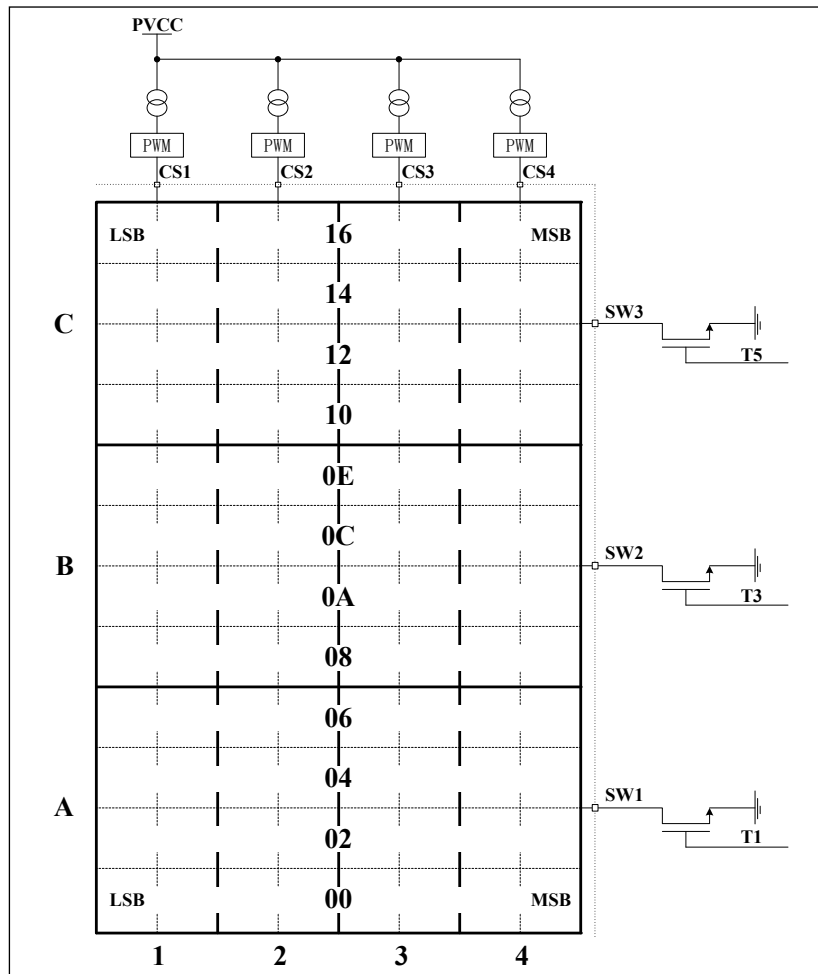 PVCC
PWM PWM PWM PWM
CS1 CS2 CS3 CS4
LSB 16 MSB
14
C SW3
12 T5
10
0E
0C
B SW2
0A T3
08
06
04
A SW1
02 T1
LSB 00 MSB
1 2 3 4